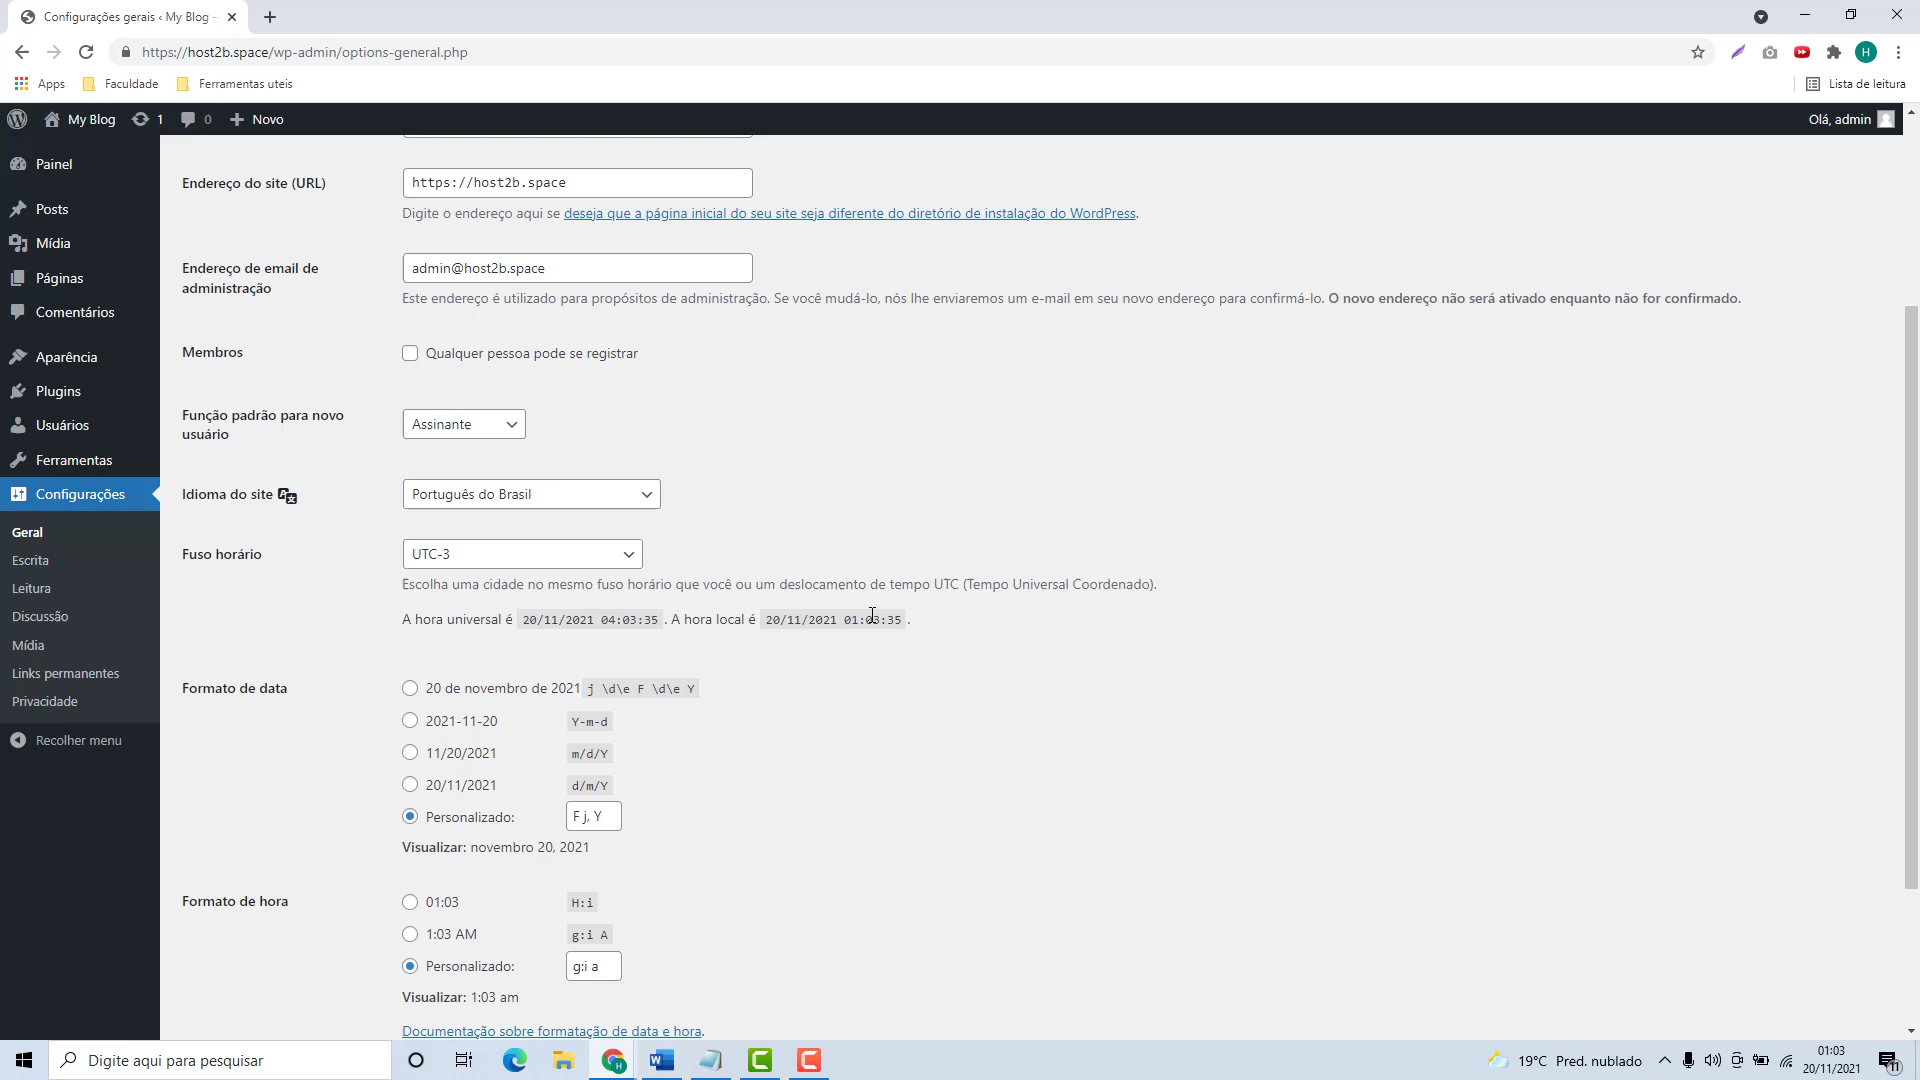 Configurações gerais ‹ My Blog –
https://host2b.space/wp-admin/options-general.php
H
Apps
Faculdade
Ferramentas uteis
Lista de leitura
My Blog
1
0
Novo
Olá, admin
Painel
Posts
Mídia
Páginas
Comentários
Aparência
Plugins
Usuários
Ferramentas
Configurações
Geral
Escrita
Leitura
Discussão
Mídia
Links permanentes
Privacidade
Recolher menu
Endereço do site (URL)
https://host2b.space
Digite o endereço aqui se deseja que a página inicial do seu site seja diferente do diretório de instalação do WordPress.
Endereço de email de
administração
admin@host2b.space
Este endereço é utilizado para propósitos de administração. Se você mudá-lo, nós lhe enviaremos um e-mail em seu novo endereço para confirmá-lo. O novo endereço não será ativado enquanto não for confirmado.
Membros
Qualquer pessoa pode se registrar
Função padrão para novo
usuário
Assinante
Idioma do site
Português do Brasil
Fuso horário
UTC-3
Escolha uma cidade no mesmo fuso horário que você ou um deslocamento de tempo UTC (Tempo Universal Coordenado).
A hora universal é 20/11/2021 04:03:35 . A hora local é 20/11/2021 01:03:35 .
Formato de data
20 de novembro de 2021 j \d\e F \d\e Y
2021-11-20 Y-m-d
11/20/2021 m/d/Y
20/11/2021 d/m/Y
Personalizado: F j, Y
Visualizar: novembro 20, 2021
Formato de hora
01:03 H:i
1:03 AM g:i A
Personalizado: g:i a
Visualizar: 1:03 am
Documentação sobre formatação de data e hora.
Digite aqui para pesquisar
19°C Pred. nublado
01:03
20/11/2021
11